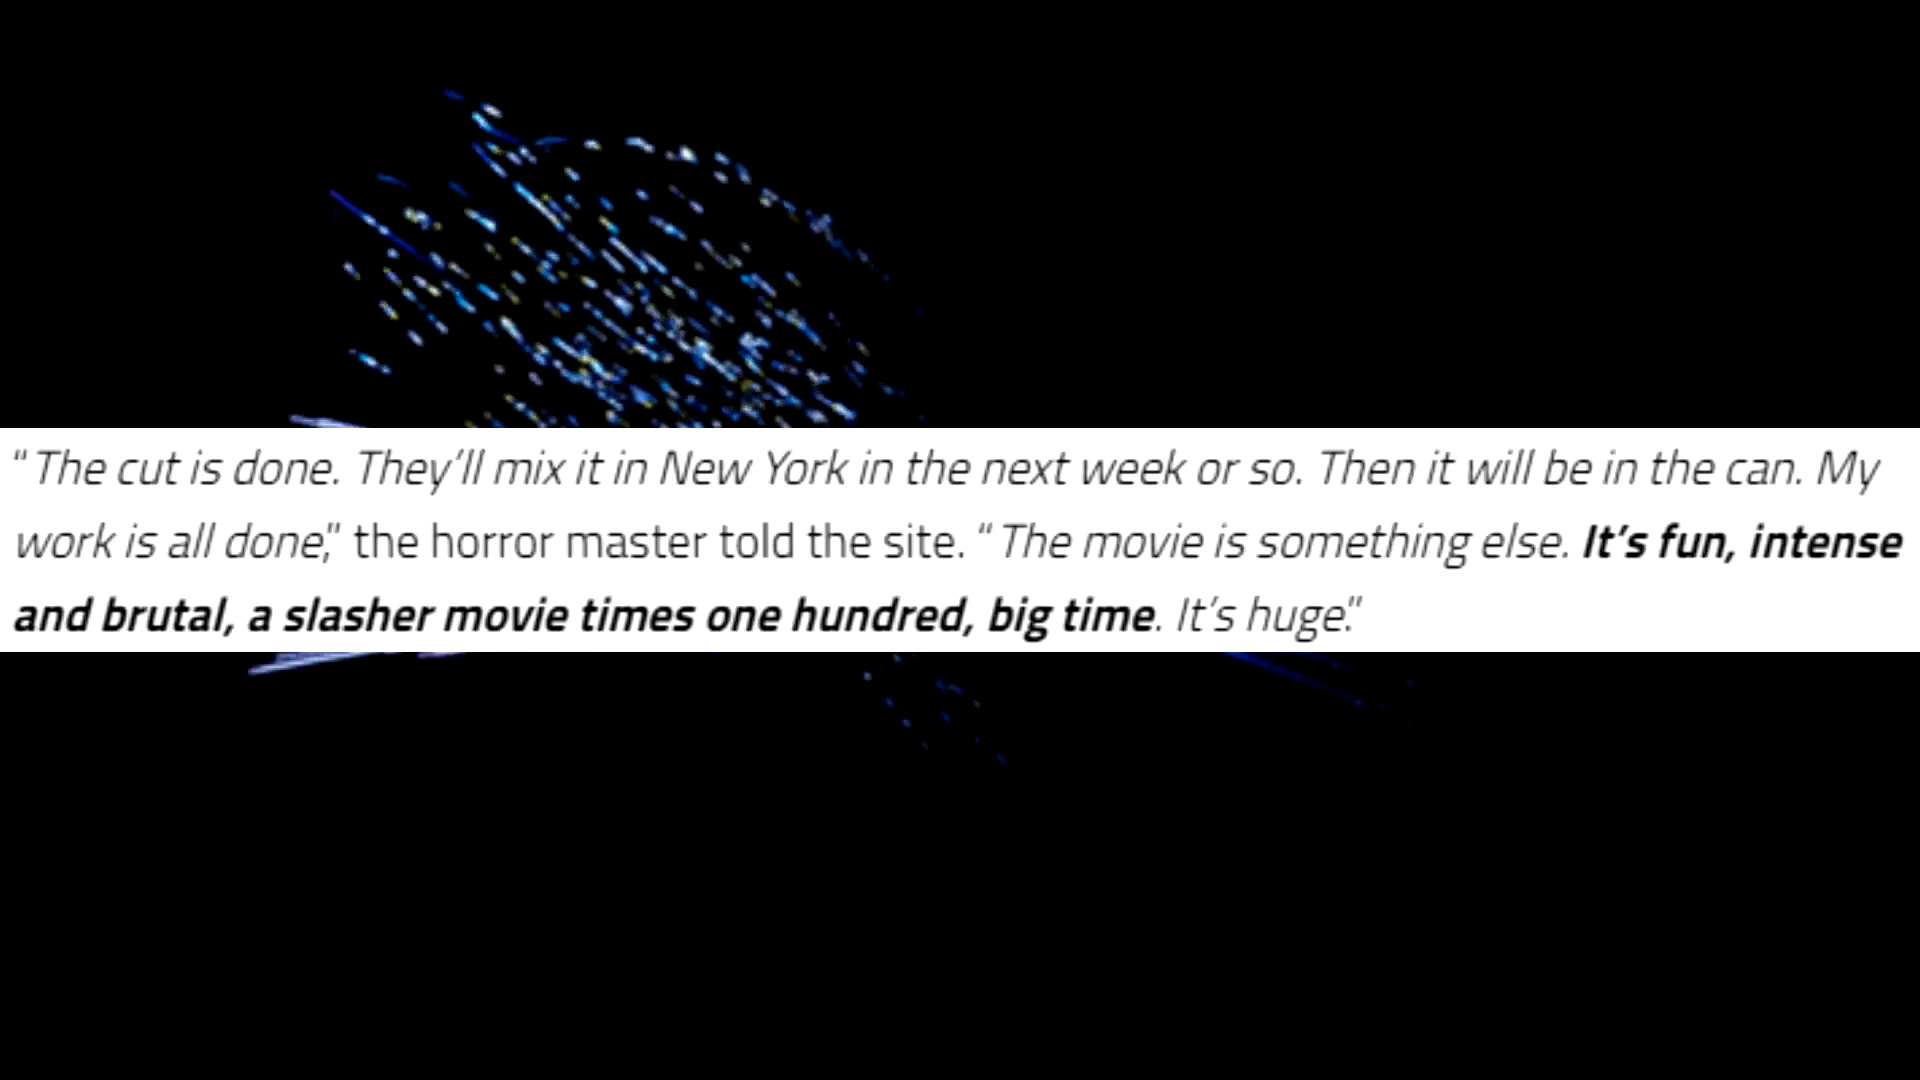 “The cut is done. They’ll mix it in New York in the next week or so. Then it will be in the can. My
work is all done,” the horror master told the site. “The movie is something else. It’s fun, intense
and brutal, a slasher movie times one hundred, big time. It’s huge.”